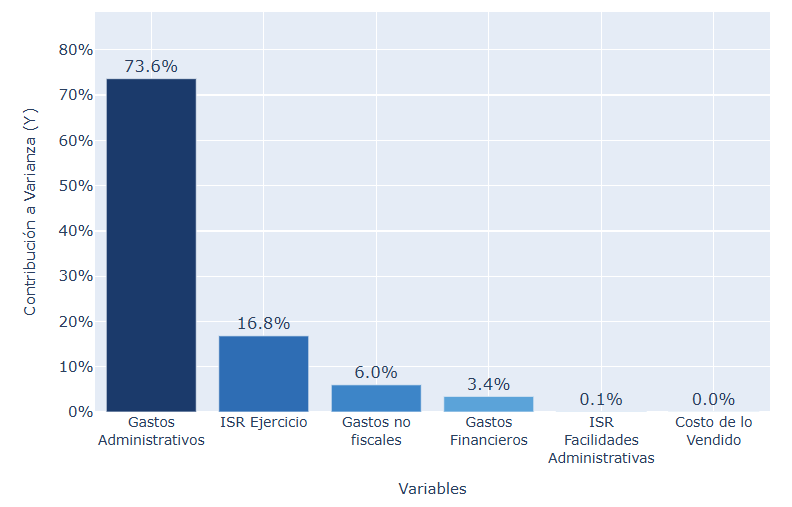 80%
73.6%
70%
60%
50%
40%
30%
20%
16.8%
10%
6.0%
3.4%
0.1%
0.0%
0%
Contribución a Varianza (Y)
Gastos
Administrativos
ISR Ejercicio
Gastos no
fiscales
Gastos
Financieros
ISR
Facilidades
Administrativas
Costo de lo
Vendido
Variables